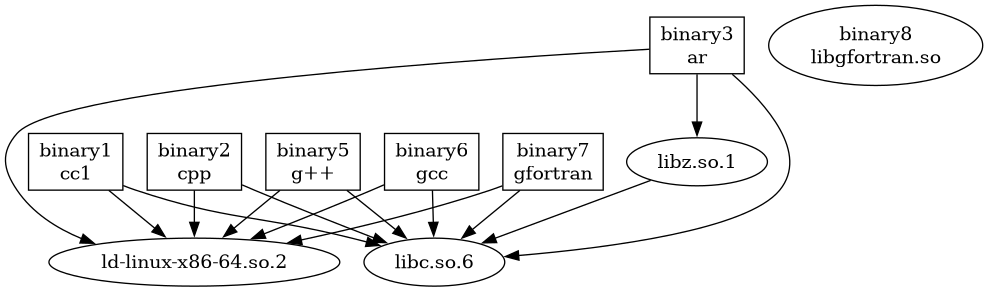 binary3
ar
binary8
libgfortran.so
binary1
cc1
binary2
cpp
binary5
g++
binary6
gcc
binary7
gfortran
libz.so.1
ld-linux-x86-64.so.2
libc.so.6